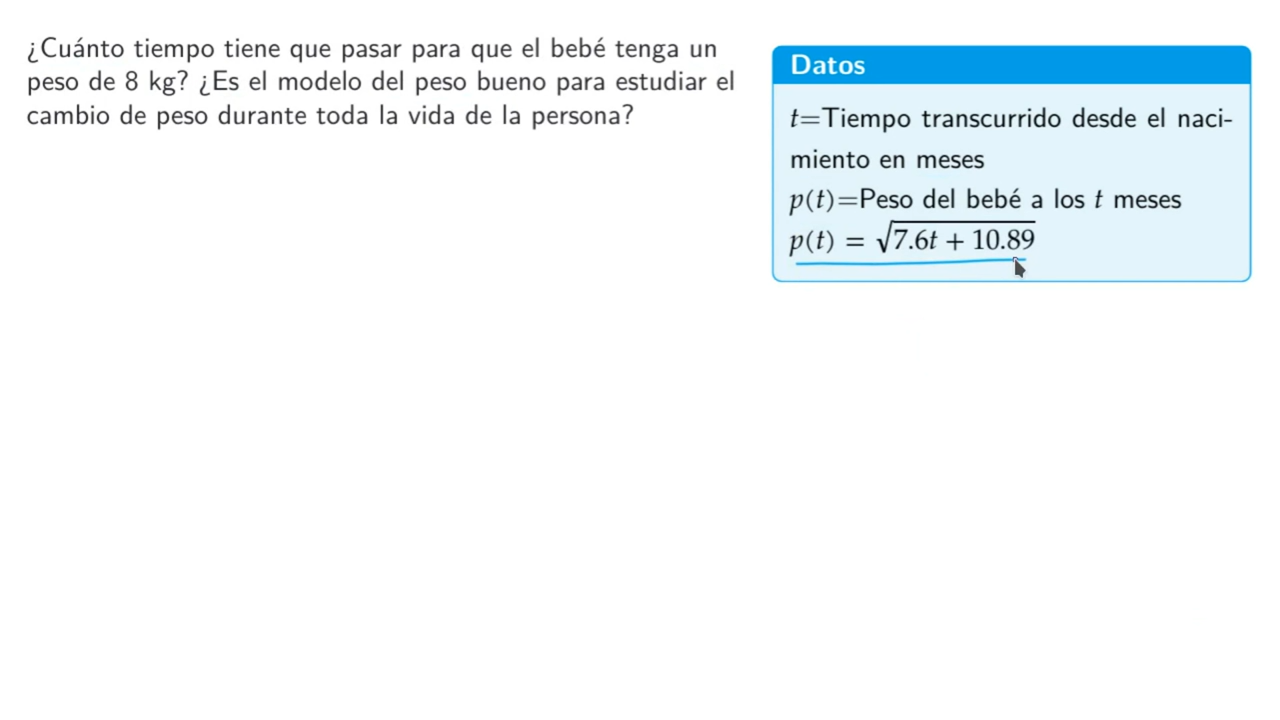 ¿Cuánto tiempo tiene que pasar para que el bebé tenga un
peso de 8 kg? ¿Es el modelo del peso bueno para estudiar el
cambio de peso durante toda la vida de la persona?
Datos
t=Tiempo transcurrido desde el naci-
miento en meses
p(t)=Peso del bebé a los t meses
p(t) = √7.6t + 10.89